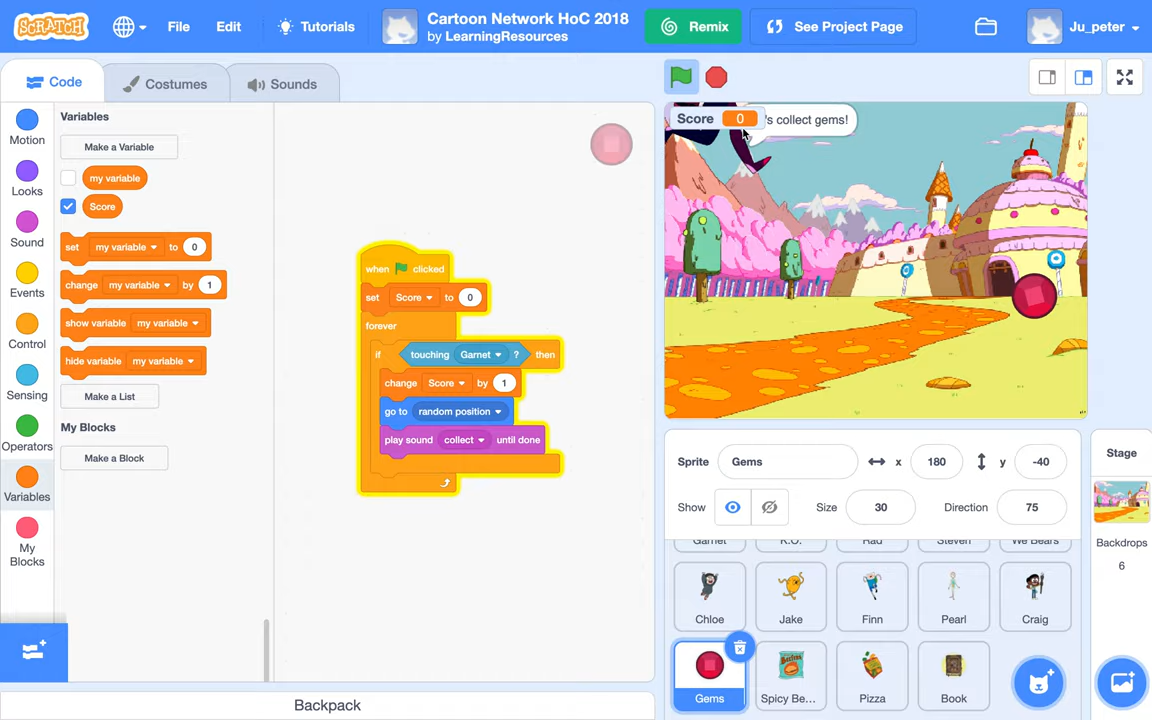 SCRATCH File Edit Tutorials Cartoon Network HoC 2018 by LearningResources Remix See Project Page Ju_peter
Code Costumes Sounds
Motion
Looks
Sound
Events
Control
Sensing
Operators
Variables
My Blocks
Variables
Make a Variable
my variable
Score
set my variable to 0
change my variable by 1
show variable my variable
hide variable my variable
Make a List
My Blocks
Make a Block
when clicked
set Score to 0
forever
if touching Garnet ? then
change Score by 1
go to random position
play sound collect until done
Score 0 's collect gems!
Sprite Gems x 180 y -40
Show Size 30 Direction 75
Garnet K.O. Rad Steven We Bears
Chloe Jake Finn Pearl Craig
Gems Spicy Be... Pizza Book
Stage
Backdrops
6
Backpack